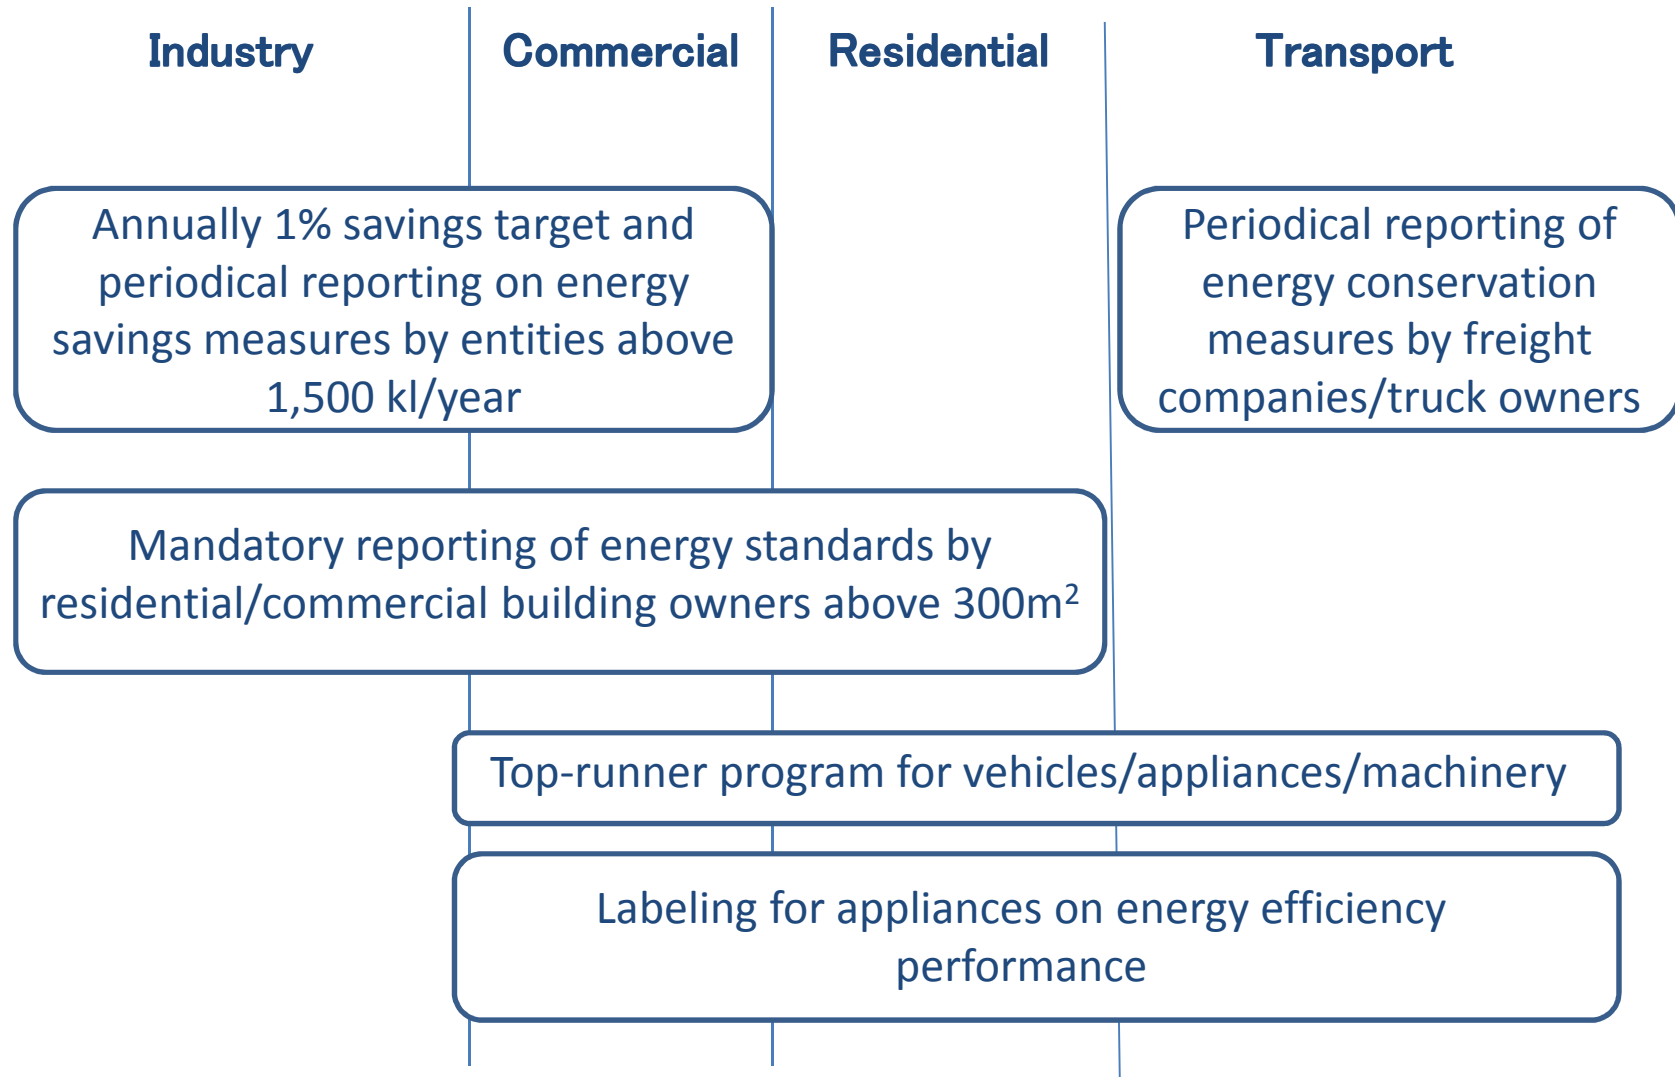 Industry
Commercial
Residential
Transport
Annually 1% savings target and
periodical reporting on energy
savings measures by entities above
1,500 kl/year
Periodical reporting of
energy conservation
measures by freight
companies/truck owners
Mandatory reporting of energy standards by
residential/commercial building owners above 300m²
Top-runner program for vehicles/appliances/machinery
Labeling for appliances on energy efficiency
performance